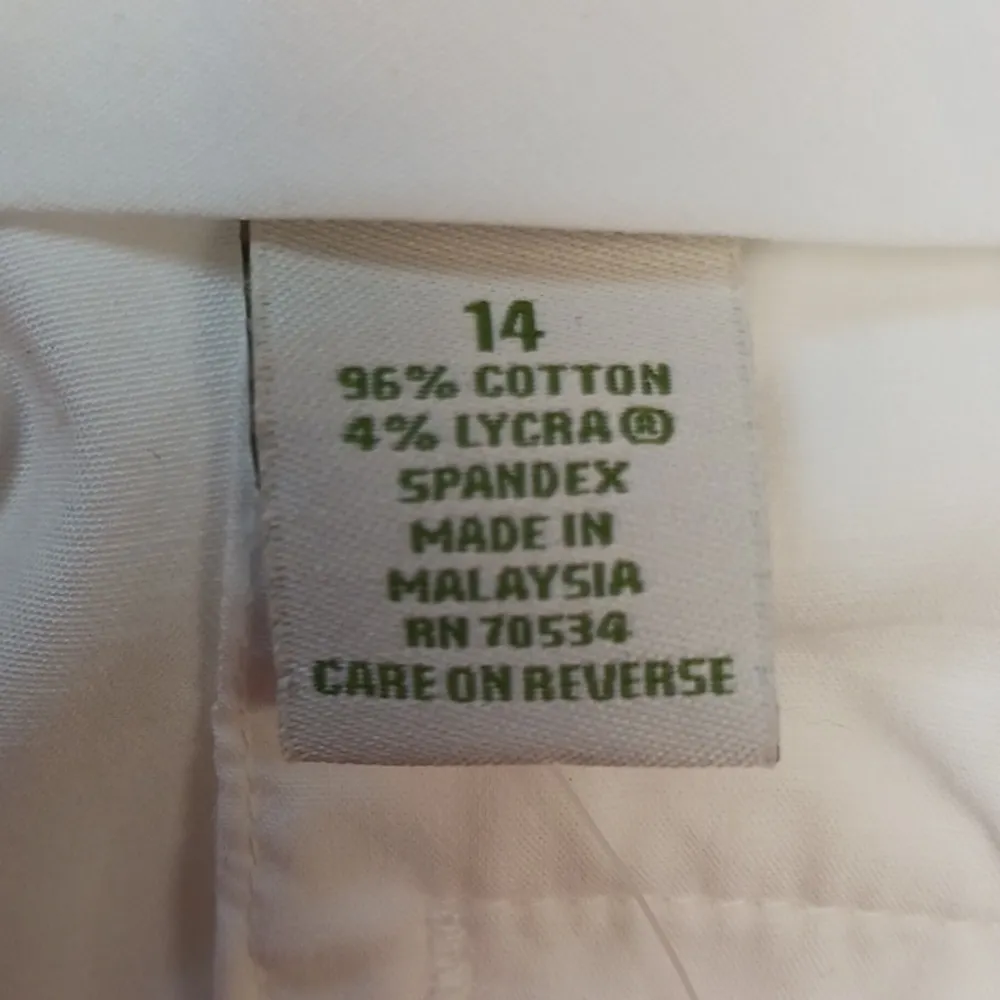 14
96% COTTON
4% LYCRA®
SPANDEX
MADE IN
MALAYSIA
RN 70534
CARE ON REVERSE